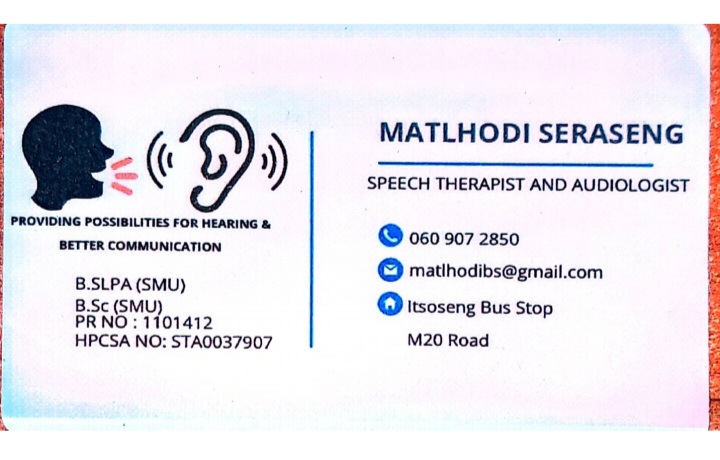 PROVIDING POSSIBILITIES FOR HEARING &
BETTER COMMUNICATION
B.SLPA (SMU)
B.Sc (SMU)
PR NO : 1101412
HPCSA NO: STA0037907
MATLHODI SERASENG
SPEECH THERAPIST AND AUDIOLOGIST
060 907 2850
matlhodibs@gmail.com
Itsoseng Bus Stop
M20 Road